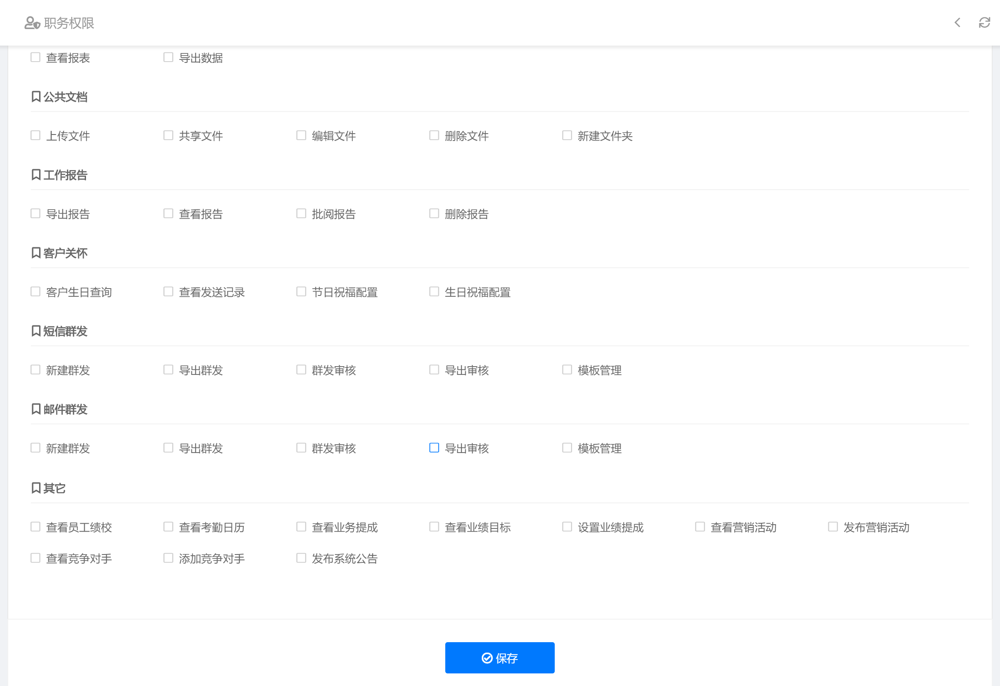 职务权限
查看报表 导出数据
公共文档
上传文件 共享文件 编辑文件 删除文件 新建文件夹
工作报告
导出报告 查看报告 批阅报告 删除报告
客户关怀
客户生日查询 查看发送记录 节日祝福配置 生日祝福配置
短信群发
新建群发 导出群发 群发审核 导出审核 模板管理
邮件群发
新建群发 导出群发 群发审核 导出审核 模板管理
其它
查看员工绩校 查看考勤日历 查看业务提成 查看业绩目标 设置业绩提成 查看营销活动 发布营销活动
查看竞争对手 添加竞争对手 发布系统公告
保存